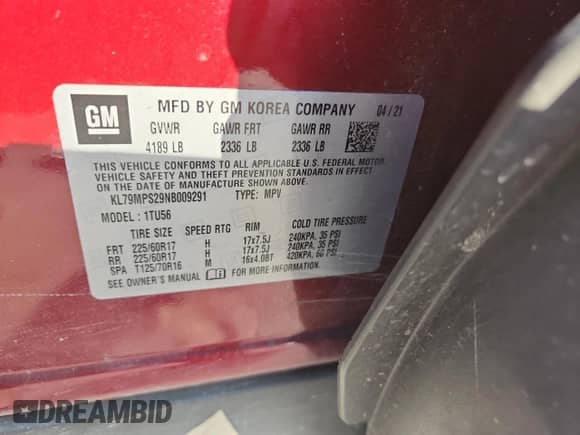 GM
MFD BY GM KOREA COMPANY 04/21
GVWR GAWR FRT GAWR RR
4189 LB 2336 LB 2336 LB
THIS VEHICLE CONFORMS TO ALL APPLICABLE U.S. FEDERAL MOTOR
VEHICLE SAFETY AND THEFT PREVENTION STANDARDS IN EFFECT
ON THE DATE OF MANUFACTURE SHOWN ABOVE.
KL79MPS29NB009291 TYPE: MPV
MODEL: 1TU56
TIRE SIZE SPEED RTG RIM COLD TIRE PRESSURE
FRT 225/60R17 H 17x7.5J 240KPA, 35 PSI
RR 225/60R17 H 17x7.5J 240KPA, 35 PSI
SPA T125/70R16 M 16x4.0BT 420KPA, 60 PSI
SEE OWNER'S MANUAL FOR MORE INFORMATION.
DREAMBID